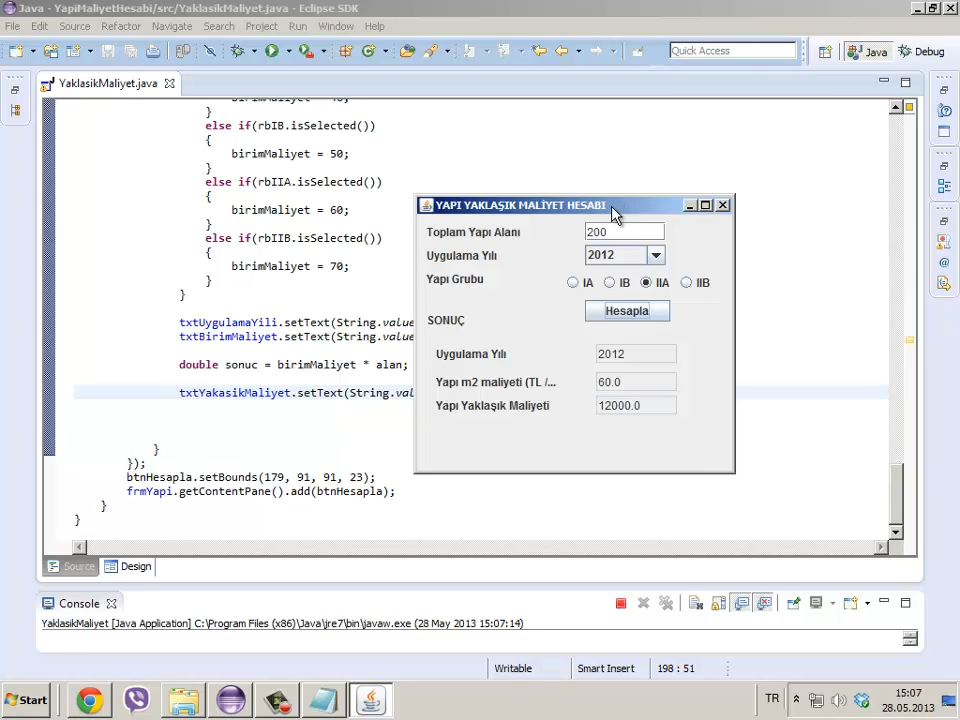 Java - YapiMaliyetHesabi/src/YaklasikMaliyet.java - Eclipse SDK
File Edit Source Refactor Navigate Search Project Run Window Help
Quick Access
Java
Debug
YaklasikMaliyet.java
}
else if(rbIB.isSelected())
{
birimMaliyet = 50;
}
else if(rbIIA.isSelected())
{
birimMaliyet = 60;
}
else if(rbIIB.isSelected())
{
birimMaliyet = 70;
}
}
txtUygulamaYili.setText(String.value
txtBirimMaliyet.setText(String.value
double sonuc = birimMaliyet * alan;
txtYakasikMaliyet.setText(String.val
}
});
btnHesapla.setBounds(179, 91, 91, 23);
frmYapi.getContentPane().add(btnHesapla);
}
}
YAPI YAKLAŞIK MALİYET HESABI
Toplam Yapı Alanı 200
Uygulama Yılı 2012
Yapı Grubu IA IB IIA IIB
Hesapla
SONUÇ
Uygulama Yılı 2012
Yapı m2 maliyeti (TL /... 60.0
Yapı Yaklaşık Maliyeti 12000.0
Source Design
Console
YaklasikMaliyet [Java Application] C:\Program Files (x86)\Java\jre7\bin\javaw.exe (28 May 2013 15:07:14)
Writable Smart Insert 198 : 51
Start
TR
15:07
28.05.2013